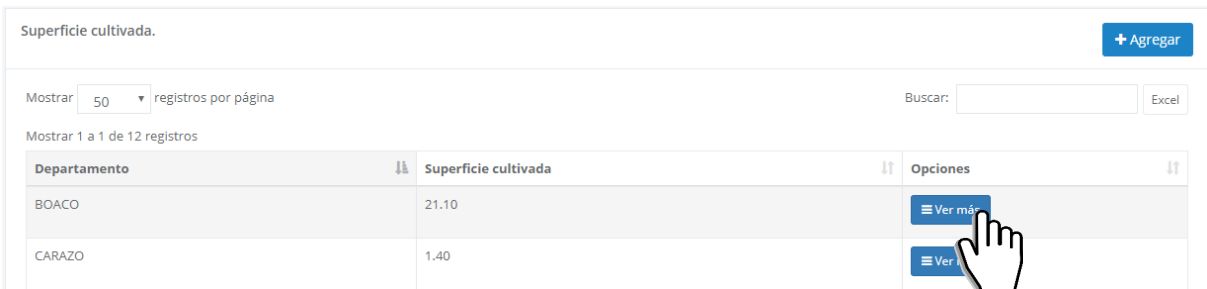 Superficie cultivada.
+ Agregar
Mostrar 50 registros por página Buscar: Excel
Mostrar 1 a 1 de 12 registros
Departamento Superficie cultivada Opciones
BOACO 21.10 Ver más
CARAZO 1.40 Ver